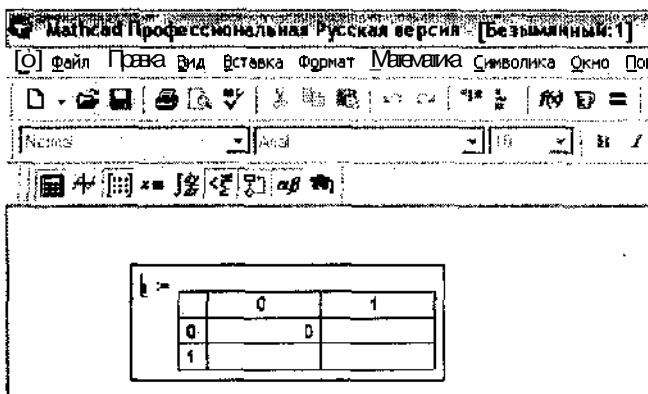 Mathcad Профессиональная Русская версия - [Безымянный:1]
Файл Правка Вид Вставка Формат Математика Символика Окно
Normal Arial 10 B I
f(x) =
x= αβ
:=
0 1
0 0
1